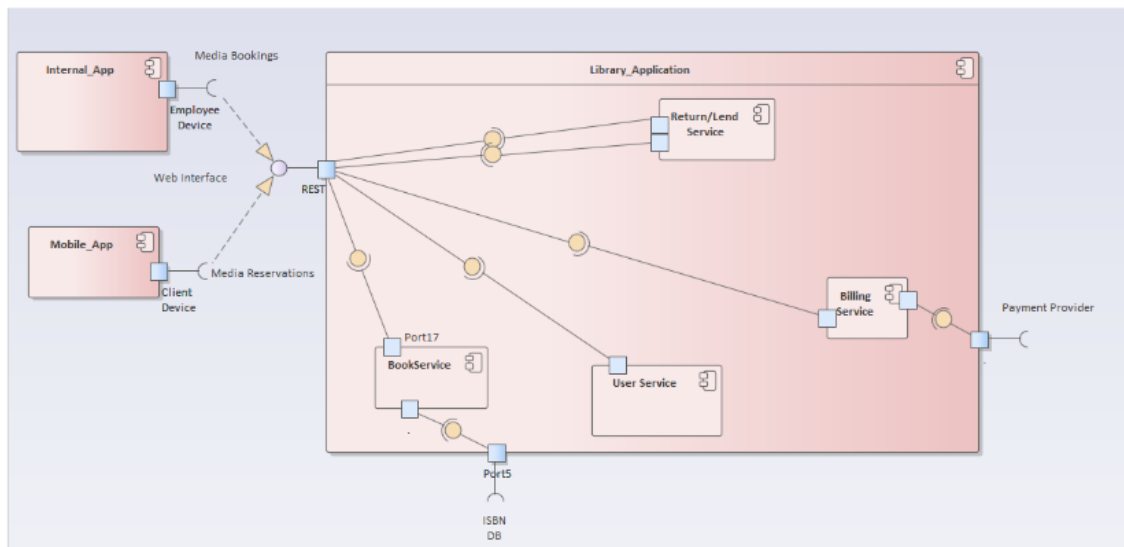 Media Bookings
Internal_App
Library_Application
Employee
Device
Return/Lend
Service
Web Interface
REST
Mobile_App
Media Reservations
Client
Device
Billing
Service
Payment Provider
.
Port17
BookService
User Service
.
Port5
ISBN
DB